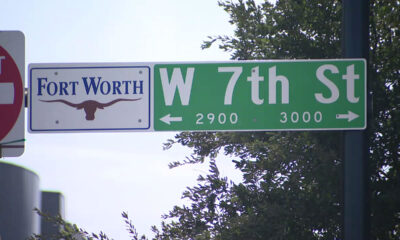 FORT WORTH
W 7th St
← 2900 3000 →